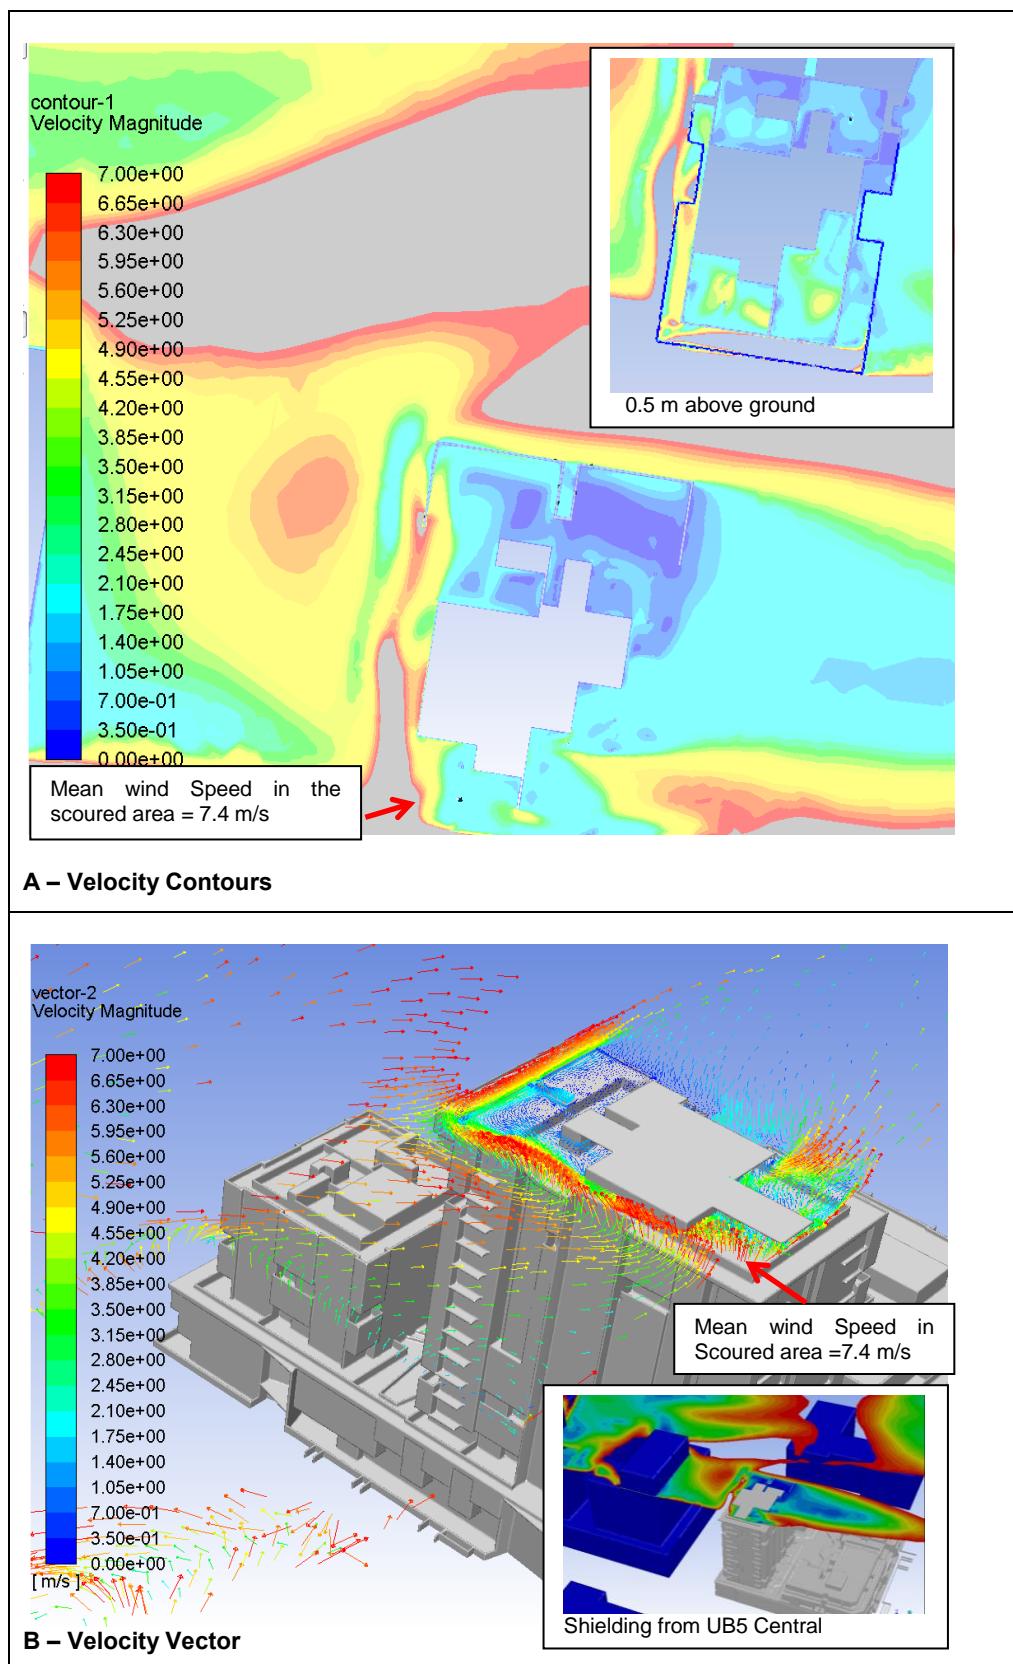 contour-1
Velocity Magnitude
7.00e+00
6.65e+00
6.30e+00
5.95e+00
5.60e+00
5.25e+00
4.90e+00
4.55e+00
4.20e+00
3.85e+00
3.50e+00
3.15e+00
2.80e+00
2.45e+00
2.10e+00
1.75e+00
1.40e+00
1.05e+00
7.00e-01
3.50e-01
0.00e+00
0.5 m above ground
Mean wind Speed in the
scoured area = 7.4 m/s
A – Velocity Contours
vector-2
Velocity Magnitude
7.00e+00
6.65e+00
6.30e+00
5.95e+00
5.60e+00
5.25e+00
4.90e+00
4.55e+00
4.20e+00
3.85e+00
3.50e+00
3.15e+00
2.80e+00
2.45e+00
2.10e+00
1.75e+00
1.40e+00
1.05e+00
7.00e-01
3.50e-01
0.00e+00
[ m/s ]
Mean wind Speed in
Scoured area =7.4 m/s
Shielding from UB5 Central
B – Velocity Vector